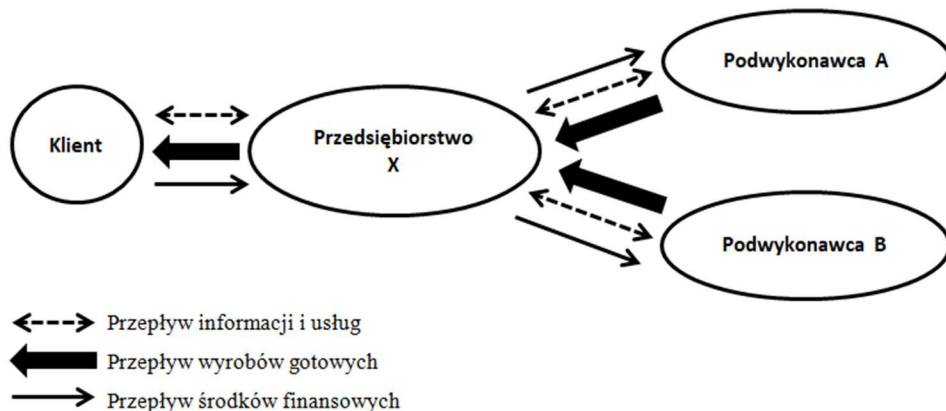 Podwykonawca A
Klient
Przedsiębiorstwo
X
Podwykonawca B
Przepływ informacji i usług
Przepływ wyrobów gotowych
Przepływ środków finansowych